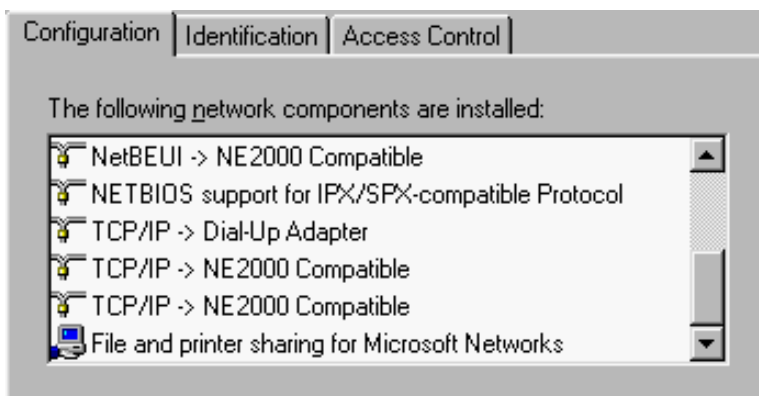 Configuration Identification Access Control
The following network components are installed:
NetBEUI -> NE2000 Compatible
NETBIOS support for IPX/SPX-compatible Protocol
TCP/IP -> Dial-Up Adapter
TCP/IP -> NE2000 Compatible
TCP/IP -> NE2000 Compatible
File and printer sharing for Microsoft Networks